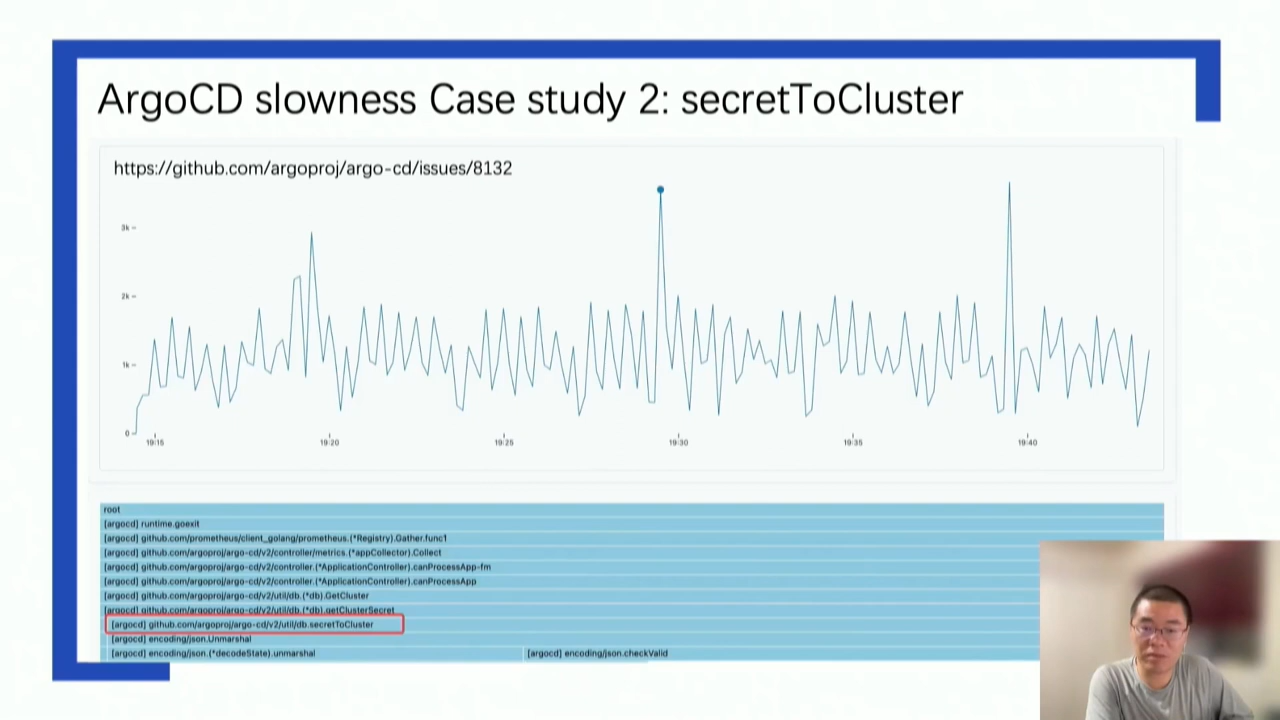 ArgoCD slowness Case study 2: secretToCluster
https://github.com/argoproj/argo-cd/issues/8132
3k
2k
1k
0
19:15 19:20 19:25 19:30 19:35 19:40
root
[argocd] runtime.goexit
[argocd] github.com/prometheus/client_golang/prometheus.(*Registry).Gather.func1
[argocd] github.com/argoproj/argo-cd/v2/controller/metrics.(*appCollector).Collect
[argocd] github.com/argoproj/argo-cd/v2/controller.(*ApplicationController).canProcessApp-fm
[argocd] github.com/argoproj/argo-cd/v2/controller.(*ApplicationController).canProcessApp
[argocd] github.com/argoproj/argo-cd/v2/util/db.(*db).GetCluster
[argocd] github.com/argoproj/argo-cd/v2/util/db.(*db).getClusterSecret
[argocd] github.com/argoproj/argo-cd/v2/util/db.secretToCluster
[argocd] encoding/json.Unmarshal
[argocd] encoding/json.(*decodeState).unmarshal [argocd] encoding/json.checkValid